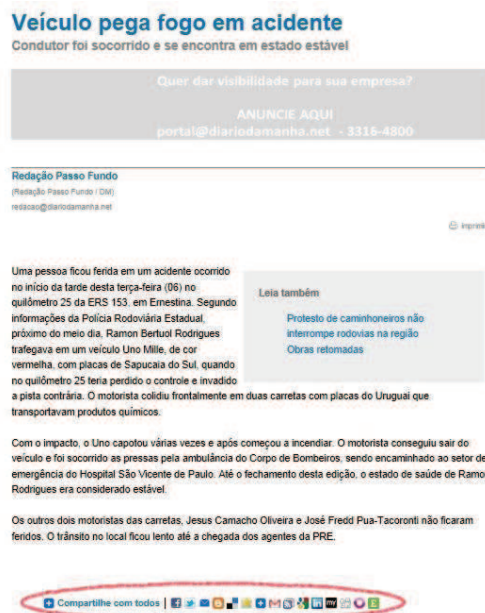 Veículo pega fogo em acidente
Condutor foi socorrido e se encontra em estado estável
Quer dar visibilidade para sua empresa?
ANUNCIE AQUI
portal@diariodamanha.net - 3316-4800
Redação Passo Fundo
(Redação Passo Fundo / DM)
redacao@diariodamanha.net
Imprimi
Uma pessoa ficou ferida em um acidente ocorrido
no início da tarde desta terça-feira (06) no
quilômetro 25 da ERS 153, em Ernestina. Segundo
informações da Polícia Rodoviária Estadual,
próximo do meio dia, Ramon Bertuol Rodrigues
trafegava em um veículo Uno Mille, de cor
vermelha, com placas de Sapucaia do Sul, quando
no quilômetro 25 teria perdido o controle e invadido
a pista contrária. O motorista colidiu frontalmente em duas carretas com placas do Uruguai que
transportavam produtos químicos.
Leia também
Protesto de caminhoneiros não
interrompe rodovias na região
Obras retomadas
Com o impacto, o Uno capotou várias vezes e após começou a incendiar. O motorista conseguiu sair do
veículo e foi socorrido as pressas pela ambulância do Corpo de Bombeiros, sendo encaminhado ao setor de
emergência do Hospital São Vicente de Paulo. Até o fechamento desta edição, o estado de saúde de Ramo
Rodrigues era considerado estável.
Os outros dois motoristas das carretas, Jesus Camacho Oliveira e José Fredd Pua-Tacoronti não ficaram
feridos. O trânsito no local ficou lento até a chegada dos agentes da PRE.
Compartilhe com todos |